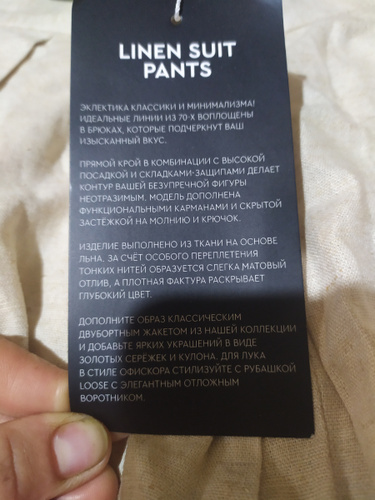 LINEN SUIT
PANTS
ЭКЛЕКТИКА КЛАССИКИ И МИНИМАЛИЗМА!
ИДЕАЛЬНЫЕ ЛИНИИ ИЗ 70-Х ВОПЛОЩЕНЫ
В БРЮКАХ, КОТОРЫЕ ПОДЧЕРКНУТ ВАШ
ИЗЫСКАННЫЙ ВКУС.
ПРЯМОЙ КРОЙ В КОМБИНАЦИИ С ВЫСОКОЙ
ПОСАДКОЙ И СКЛАДКАМИ-ЗАЩИПАМИ ДЕЛАЕТ
КОНТУР ВАШЕЙ БЕЗУПРЕЧНОЙ ФИГУРЫ
НЕОТРАЗИМЫМ, МОДЕЛЬ ДОПОЛНЕНА
ФУНКЦИОНАЛЬНЫМИ КАРМАНАМИ И СКРЫТОЙ
ЗАСТЁЖКОЙ НА МОЛНИЮ И КРЮЧОК.
ИЗДЕЛИЕ ВЫПОЛНЕНО ИЗ ТКАНИ НА ОСНОВЕ
ЛЬНА. ЗА СЧЁТ ОСОБОГО ПЕРЕПЛЕТЕНИЯ
ТОНКИХ НИТЕЙ ОБРАЗУЕТСЯ СЛЕГКА МАТОВЫЙ
ОТЛИВ, А ПЛОТНАЯ ФАКТУРА РАСКРЫВАЕТ
ГЛУБОКИЙ ЦВЕТ.
ДОПОЛНИТЕ ОБРАЗ КЛАССИЧЕСКИМ
ДВУБОРТНЫМ ЖАКЕТОМ ИЗ НАШЕЙ КОЛЛЕКЦИИ
И ДОБАВЬТЕ ЯРКИХ УКРАШЕНИЙ В ВИДЕ
ЗОЛОТЫХ СЕРЁЖЕК И КУЛОНА. ДЛЯ ЛУКА
В СТИЛЕ ОФИСКОРА СТИЛИЗУЙТЕ С РУБАШКОЙ
LOOSE С ЭЛЕГАНТНЫМ ОТЛОЖНЫМ
ВОРОТНИКОМ.